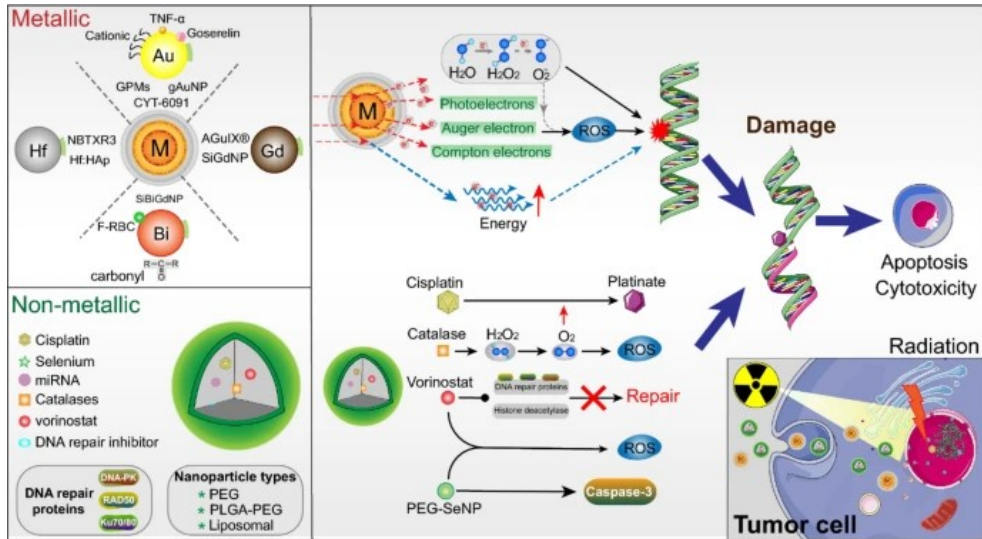 Metallic
TNF-α
Cationic
Goserelin
Au
GPMs gAuNP
CYT-6091
Hf
NBTXR3
Hf:HAp
M
AGuIX®
SiGdNP
Gd
SiBiGdNP
F-RBC
Bi
carbonyl
R-C-R
O
Non-metallic
Cisplatin
Selenium
miRNA
Catalases
vorinostat
DNA repair inhibitor
DNA repair
proteins
DNA-PK
RAD50
Ku70/80
Nanoparticle types
* PEG
* PLGA-PEG
* Liposomal
M
H2O H2O2 O2
Photoelectrons
Auger electron
Compton electrons
ROS
Energy
Damage
Apoptosis
Cytotoxicity
Cisplatin
Platinate
Catalase
H2O2
O2
ROS
Vorinostat
DNA repair proteins
Histone deacetylase
Repair
ROS
PEG-SeNP
Caspase-3
Radiation
Tumor cell